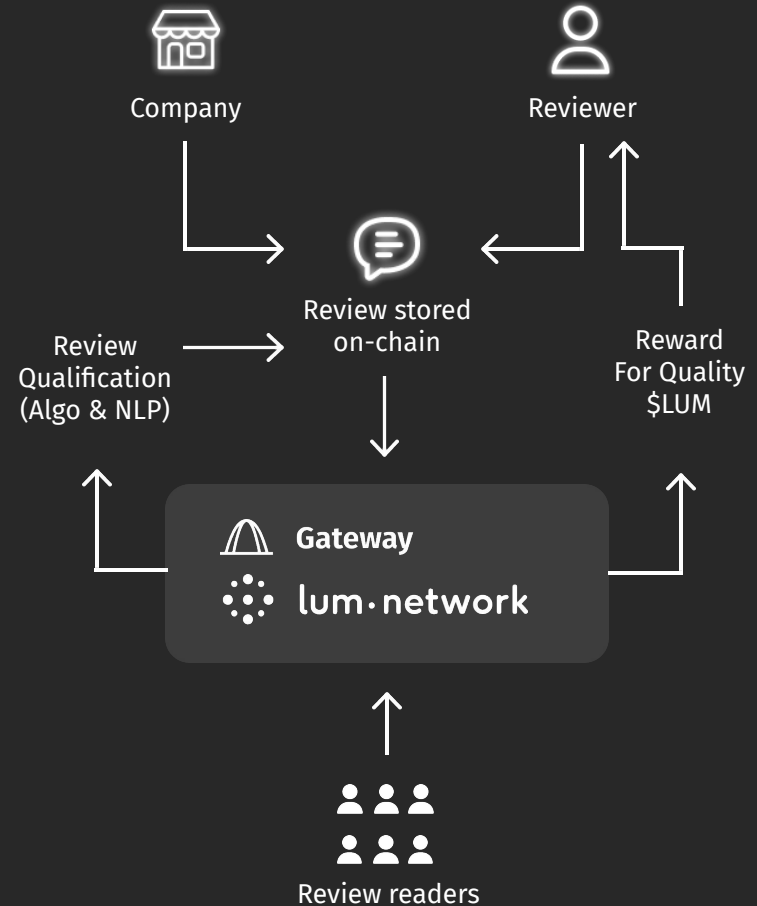 Company
Reviewer
Review stored
on-chain
Review
Qualification
(Algo & NLP)
Reward
For Quality
$LUM
Gateway
lum·network
Review readers